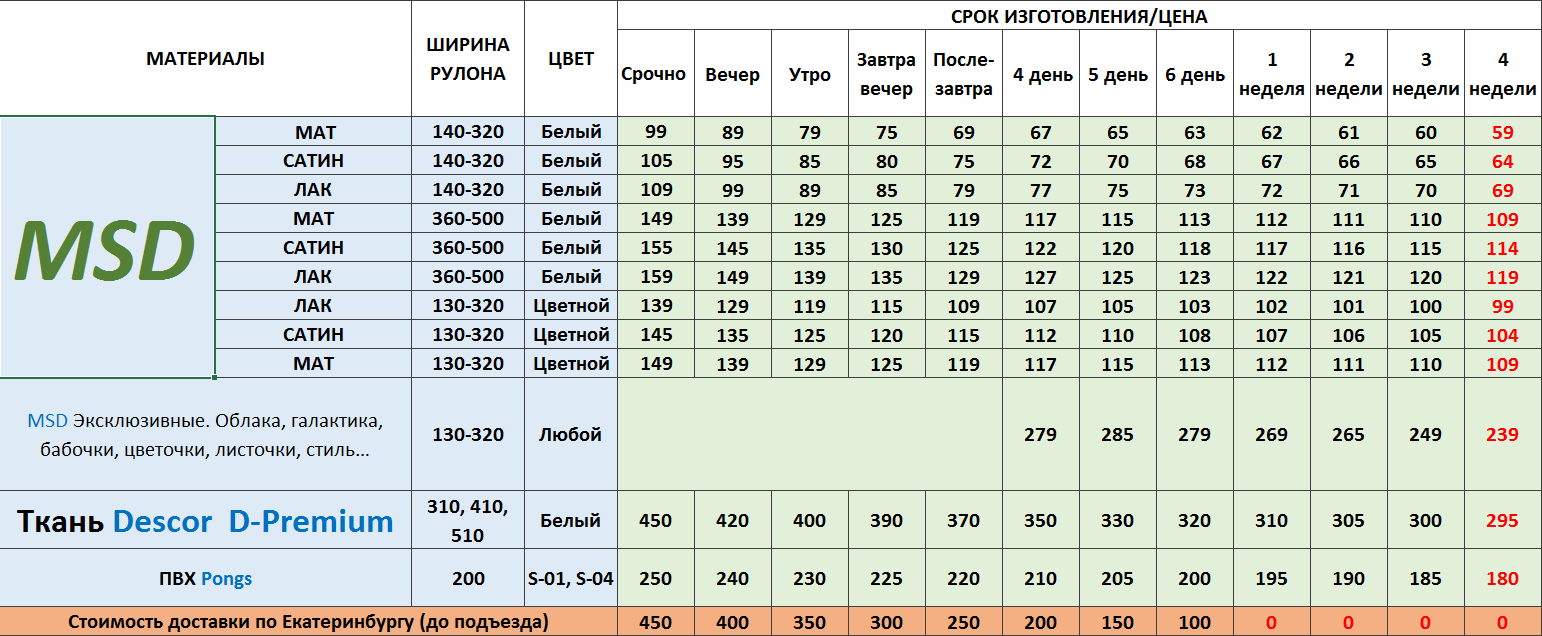 МАТЕРИАЛЫ ШИРИНА РУЛОНА ЦВЕТ СРОК ИЗГОТОВЛЕНИЯ/ЦЕНА
Срочно Вечер Утро Завтра вечер После-завтра 4 день 5 день 6 день 1 неделя 2 недели 3 недели 4 недели
MSD
МАТ 140-320 Белый 99 89 79 75 69 67 65 63 62 61 60 59
САТИН 140-320 Белый 105 95 85 80 75 72 70 68 67 66 65 64
ЛАК 140-320 Белый 109 99 89 85 79 77 75 73 72 71 70 69
МАТ 360-500 Белый 149 139 129 125 119 117 115 113 112 111 110 109
САТИН 360-500 Белый 155 145 135 130 125 122 120 118 117 116 115 114
ЛАК 360-500 Белый 159 149 139 135 129 127 125 123 122 121 120 119
ЛАК 130-320 Цветной 139 129 119 115 109 107 105 103 102 101 100 99
САТИН 130-320 Цветной 145 135 125 120 115 112 110 108 107 106 105 104
МАТ 130-320 Цветной 149 139 129 125 119 117 115 113 112 111 110 109
MSD Эксклюзивные. Облака, галактика,
бабочки, цветочки, листочки, стиль...
130-320 Любой 279 285 279 269 265 249 239
Ткань Descor D-Premium 310, 410, 510 Белый 450 420 400 390 370 350 330 320 310 305 300 295
ПВХ Pongs 200 S-01, S-04 250 240 230 225 220 210 205 200 195 190 185 180
Стоимость доставки по Екатеринбургу (до подъезда) 450 400 350 300 250 200 150 100 0 0 0 0